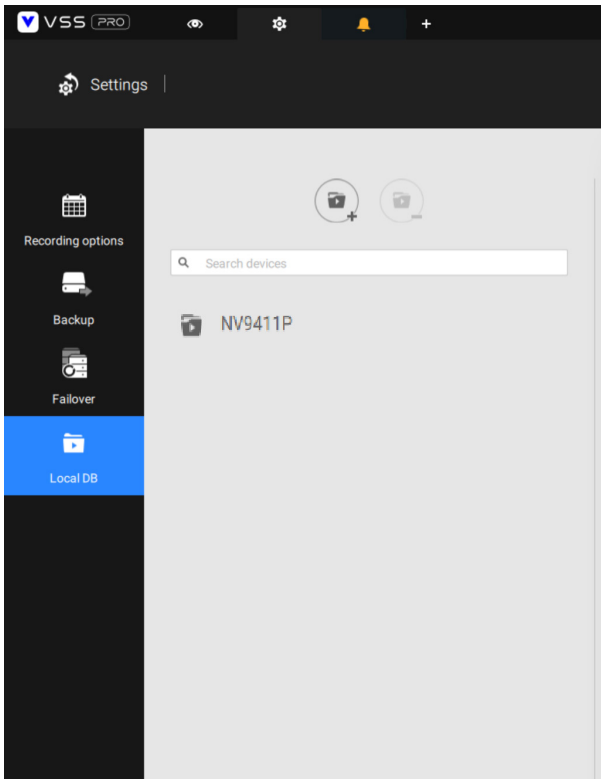 VSS PRO
Settings
Recording options
Backup
Failover
Local DB
Search devices
NV9411P